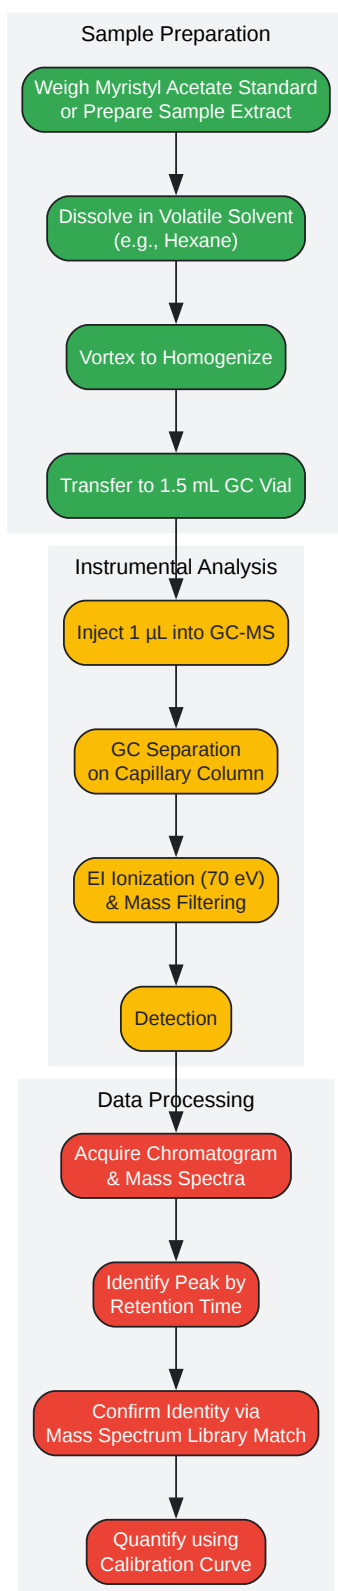 Sample Preparation
Weigh Myristyl Acetate Standard
or Prepare Sample Extract
Dissolve in Volatile Solvent
(e.g., Hexane)
Vortex to Homogenize
Transfer to 1.5 mL GC Vial
Instrumental Analysis
Inject 1 µL into GC-MS
GC Separation
on Capillary Column
EI Ionization (70 eV)
& Mass Filtering
Detection
Data Processing
Acquire Chromatogram
& Mass Spectra
Identify Peak by
Retention Time
Confirm Identity via
Mass Spectrum Library Match
Quantify using
Calibration Curve